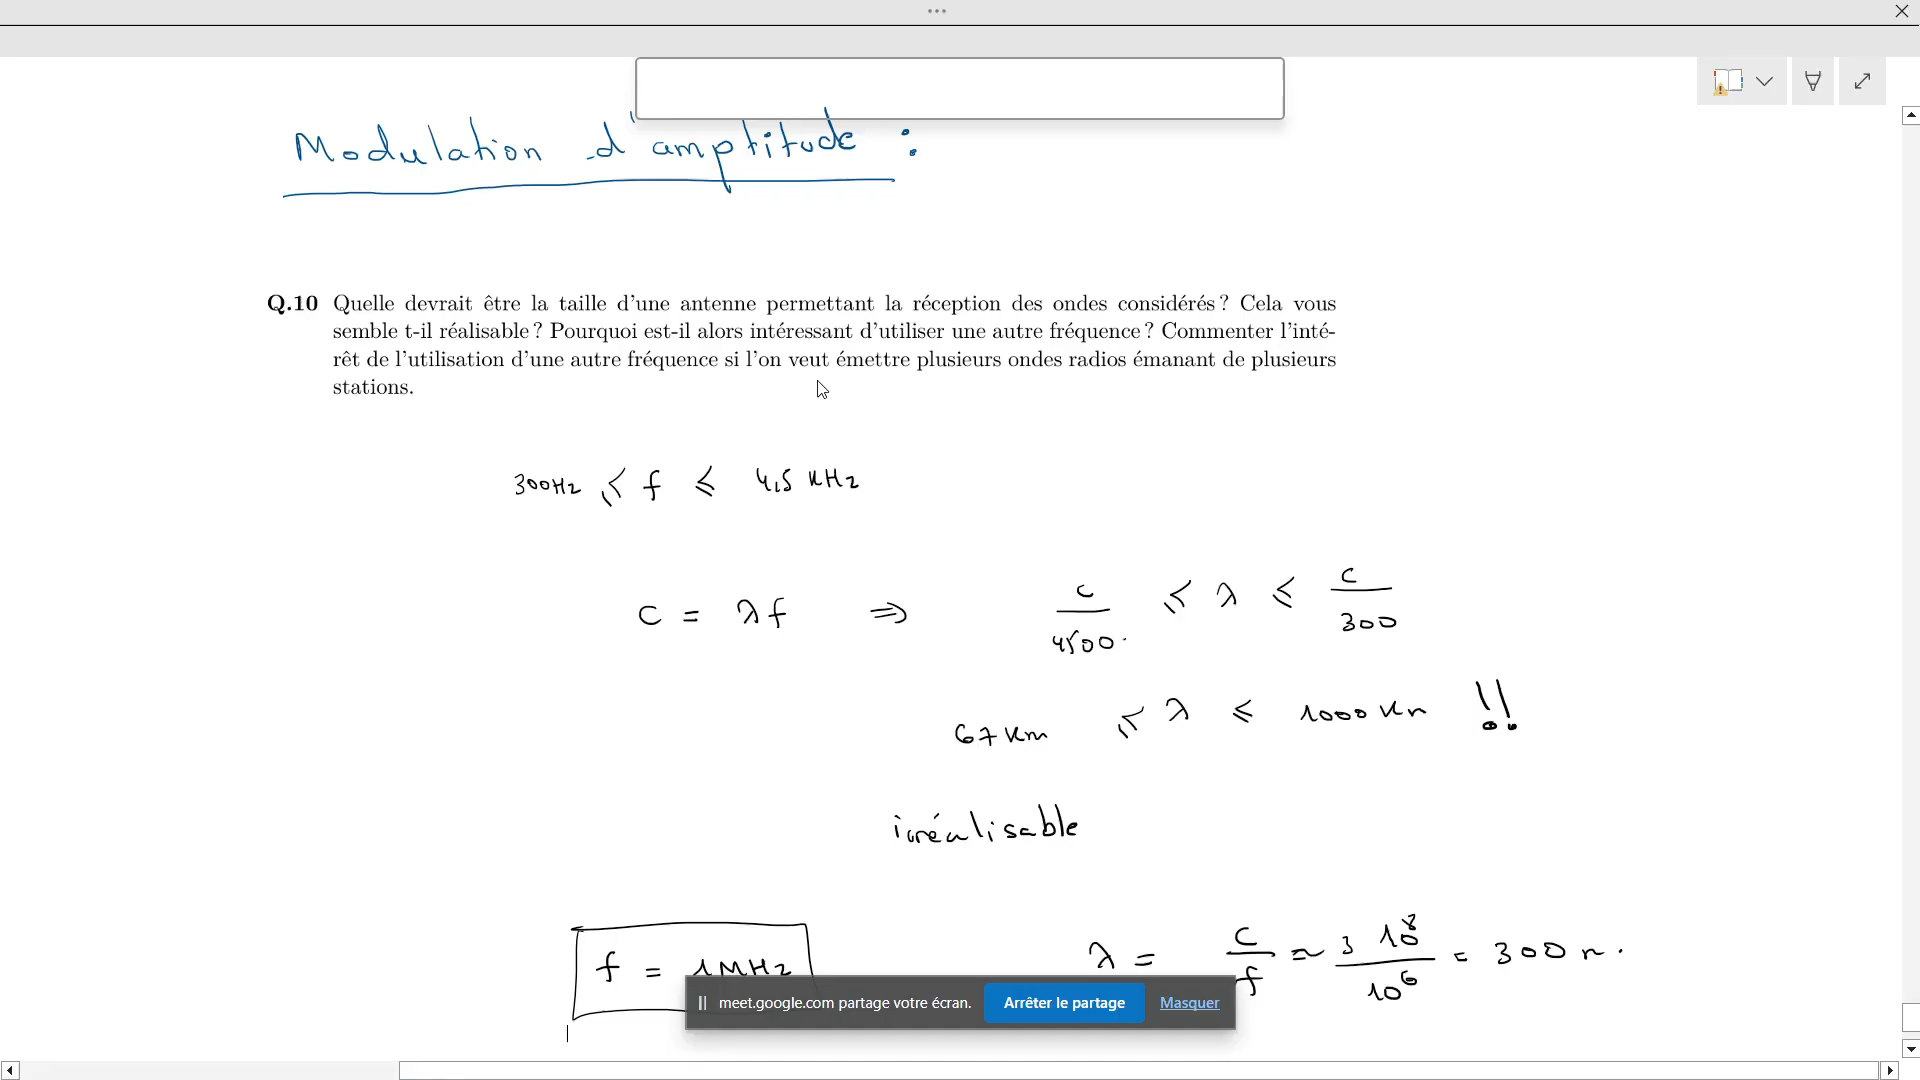 Modulation d'amptitude :
Q.10 Quelle devrait être la taille d'une antenne permettant la réception des ondes considérés ? Cela vous
semble t-il réalisable ? Pourquoi est-il alors intéressant d'utiliser une autre fréquence ? Commenter l'inté-
rêt de l'utilisation d'une autre fréquence si l'on veut émettre plusieurs ondes radios émanant de plusieurs
stations.
300Hz ≤ f ≤ 4,5 KHz
C = λf ⇒ c/4500 ≤ λ ≤ c/300
67 Km ≤ λ ≤ 1000 Km !!
irréalisable
f = 1MHz λ = c/f ≃ 3 10^8/10^6 = 300 m.
meet.google.com partage votre écran. Arrêter le partage Masquer